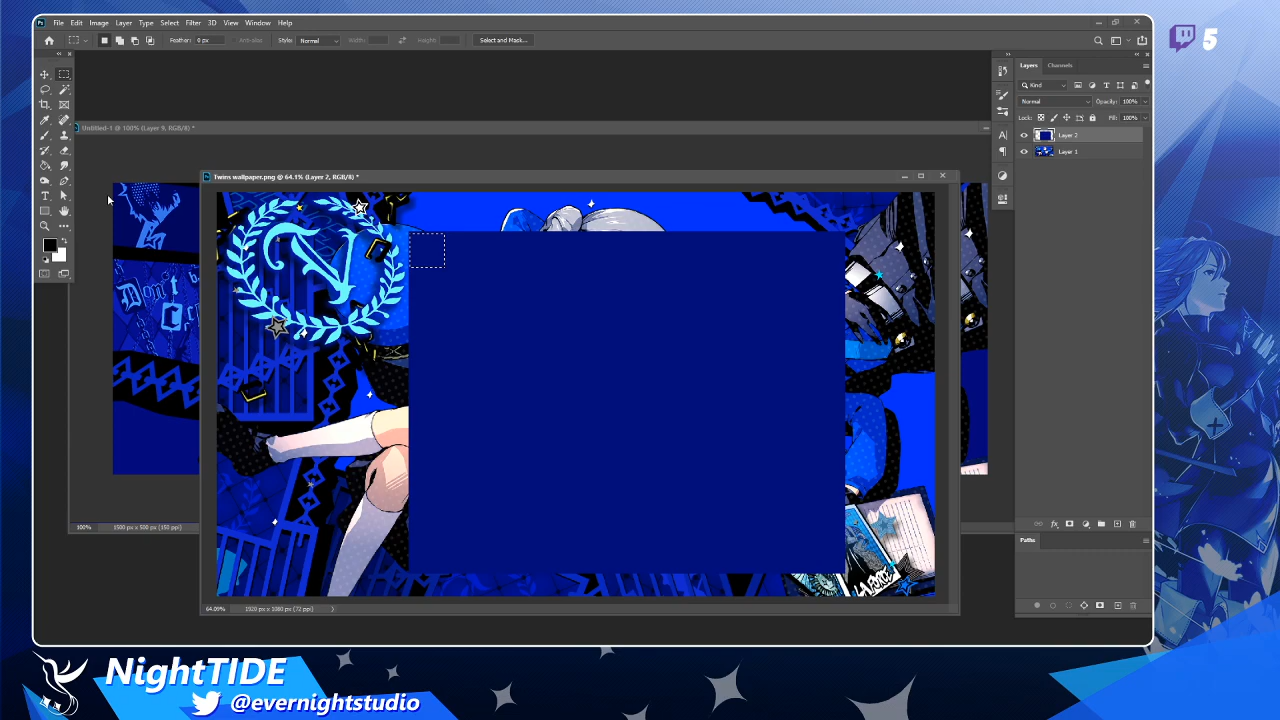 File Edit Image Layer Type Select Filter 3D View Window Help
Feather: 0 px Anti-alias Style: Normal Width: Height: Select and Mask...
5
Layers Channels
Kind
Normal Opacity: 100%
Lock: Fill: 100%
Layer 2
Layer 1
Untitled-1 @ 100% (Layer 9, RGB/8) *
Twins wallpaper.png @ 64.1% (Layer 2, RGB/8) *
N
Don't
100% 1500 px x 500 px (150 ppi)
64.09% 1920 px x 1080 px (72 ppi)
LA FORCE
Paths
NightTIDE
@evernightstudio